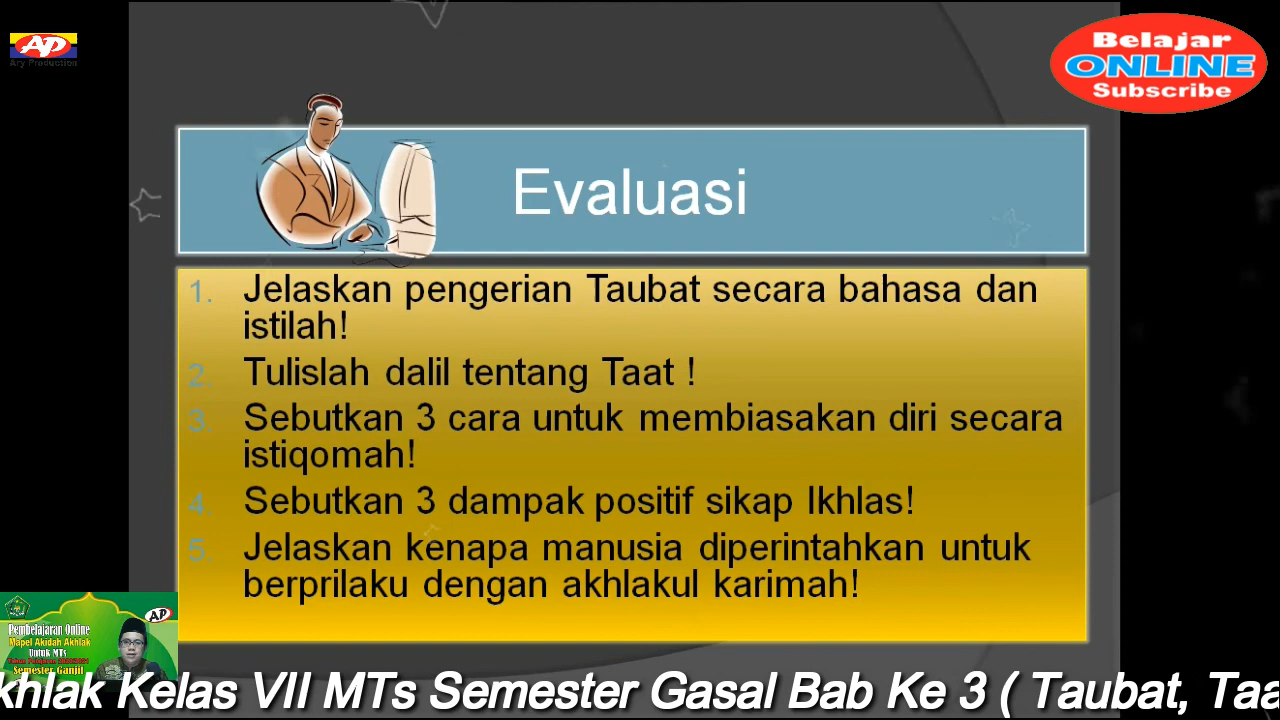 AP
Ary Production
Belajar
ONLINE
Subscribe
Evaluasi
1. Jelaskan pengerian Taubat secara bahasa dan
istilah!
2. Tulislah dalil tentang Taat !
3. Sebutkan 3 cara untuk membiasakan diri secara
istiqomah!
4. Sebutkan 3 dampak positif sikap Ikhlas!
5. Jelaskan kenapa manusia diperintahkan untuk
berprilaku dengan akhlakul karimah!
AP
Pembelajaran Online
Mapel Akidah Akhlak
Untuk MTs
Semester Ganjil
khlak Kelas VII MTs Semester Gasal Bab Ke 3 ( Taubat, Taa